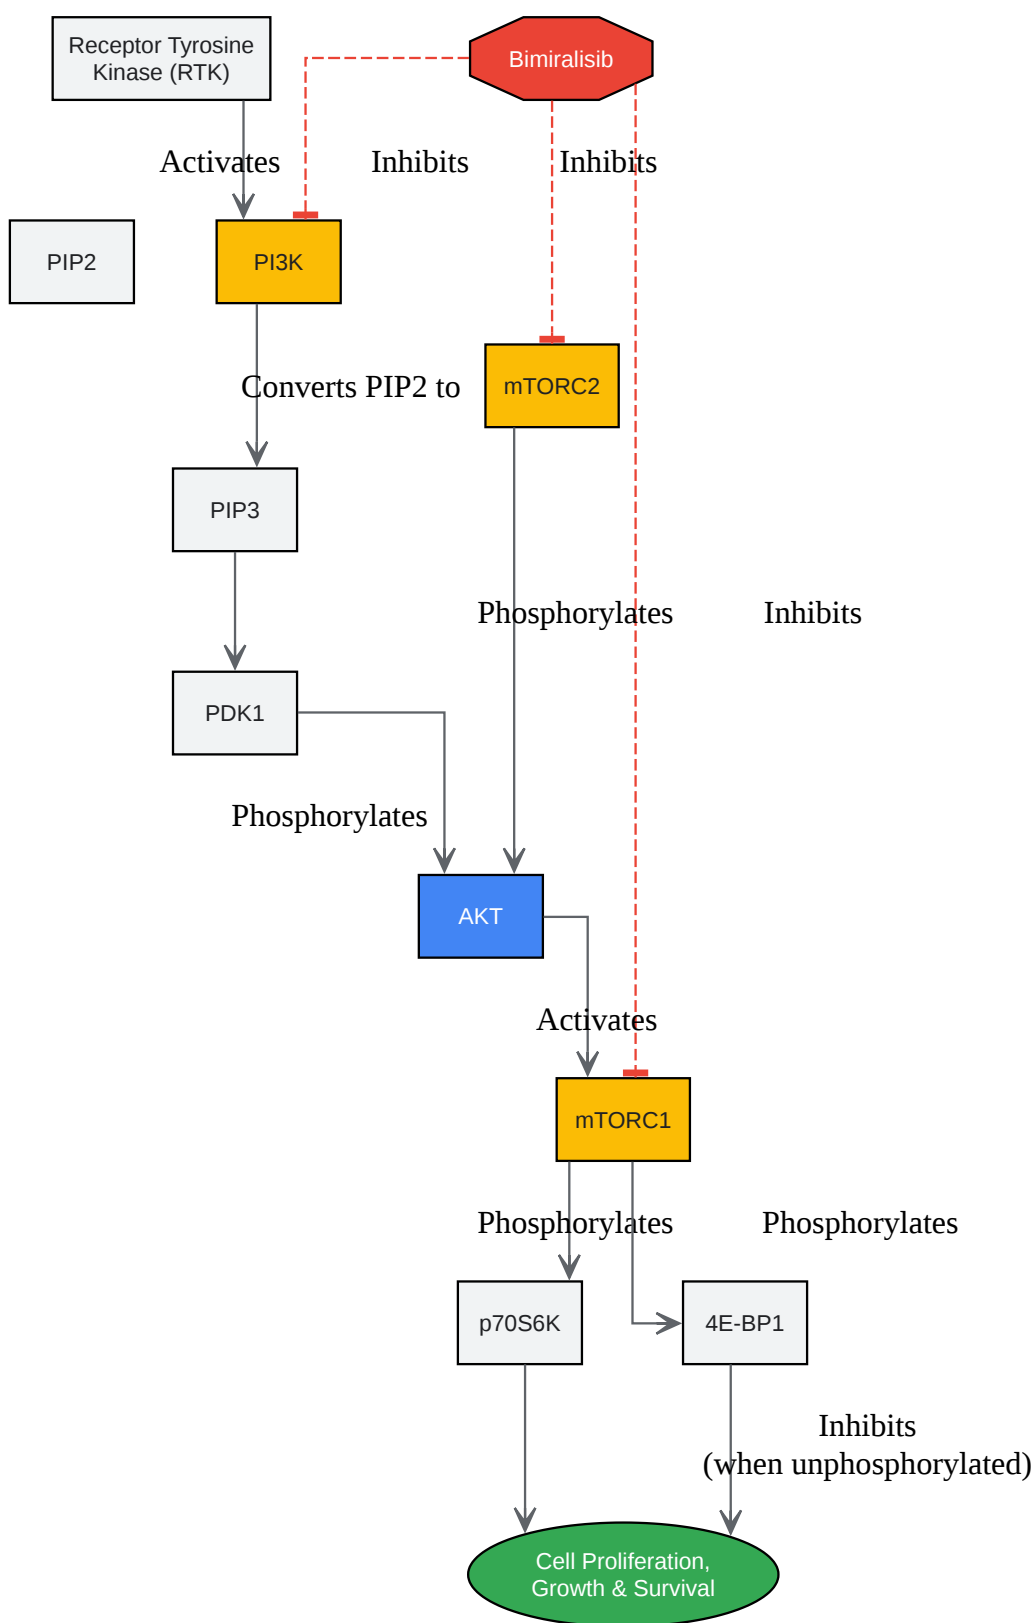 Receptor Tyrosine
Kinase (RTK)
Bimiralisib
Activates
Inhibits
Inhibits
PIP2
PI3K
Converts PIP2 to
mTORC2
PIP3
Phosphorylates
Inhibits
PDK1
Phosphorylates
AKT
Activates
mTORC1
Phosphorylates
Phosphorylates
p70S6K
4E-BP1
Inhibits
(when unphosphorylated)
Cell Proliferation,
Growth & Survival